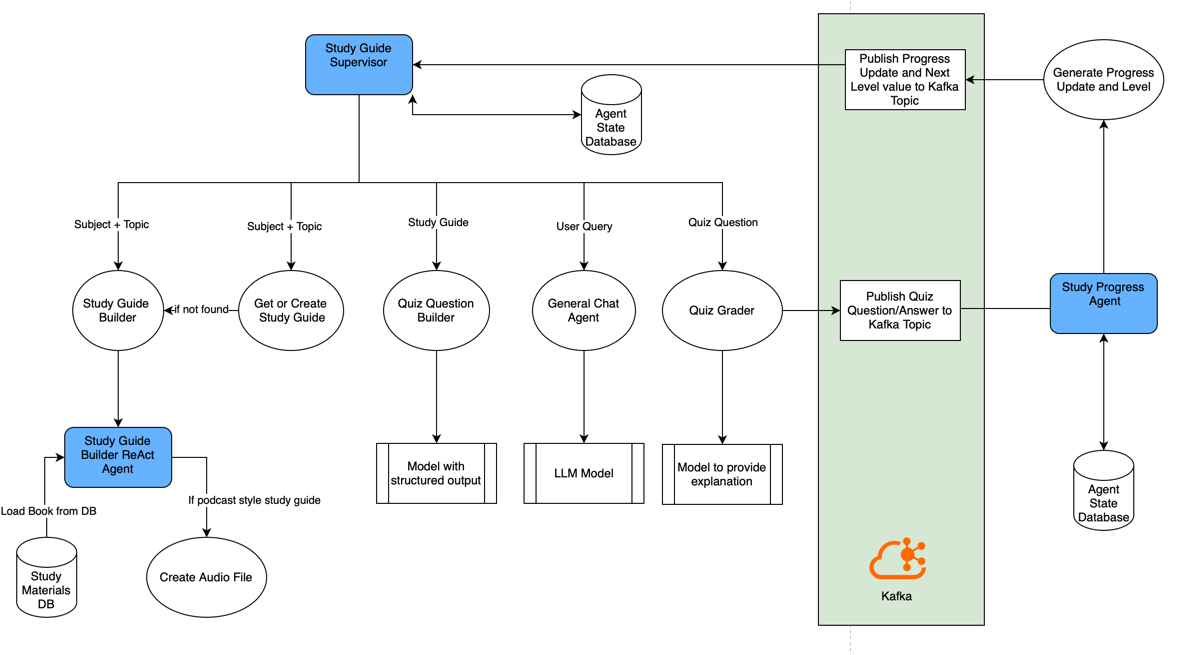 Study Guide
Supervisor
Agent
State
Database
Publish Progress
Update and Next
Level value to Kafka
Topic
Generate Progress
Update and Level
Subject + Topic
Subject + Topic
Study Guide
User Query
Quiz Question
Study Guide
Builder
if not found
Get or Create
Study Guide
Quiz Question
Builder
General Chat
Agent
Quiz Grader
Publish Quiz
Question/Answer to
Kafka Topic
Study Progress
Agent
Study Guide
Builder ReAct
Agent
Model with
structured output
LLM Model
Model to provide
explanation
Agent
State
Database
Load Book from DB
If podcast style study guide
Study
Materials
DB
Create Audio File
Kafka